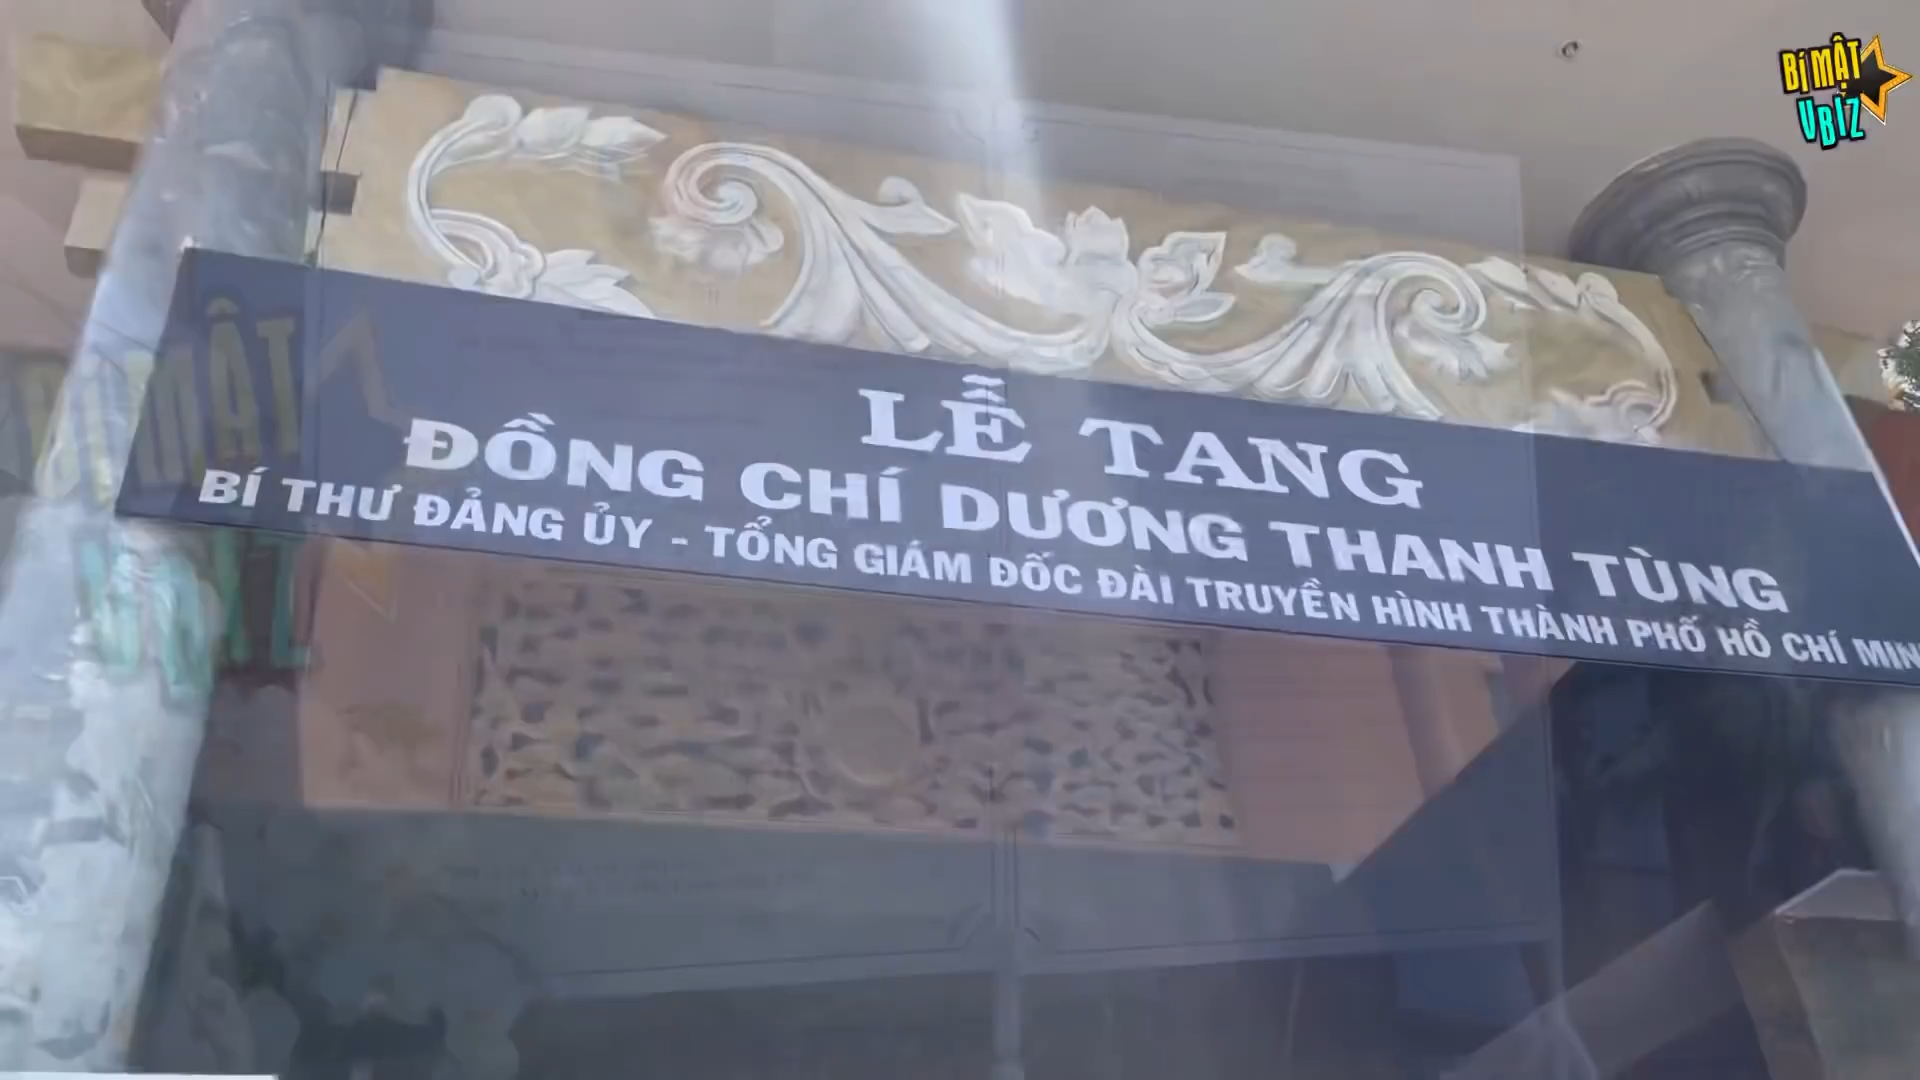 BÍ MẬT
VBIZ
LỄ TANG
ĐỒNG CHÍ DƯƠNG THANH TÙNG
BÍ THƯ ĐẢNG ỦY - TỔNG GIÁM ĐỐC ĐÀI TRUYỀN HÌNH THÀNH PHỐ HỒ CHÍ MIN